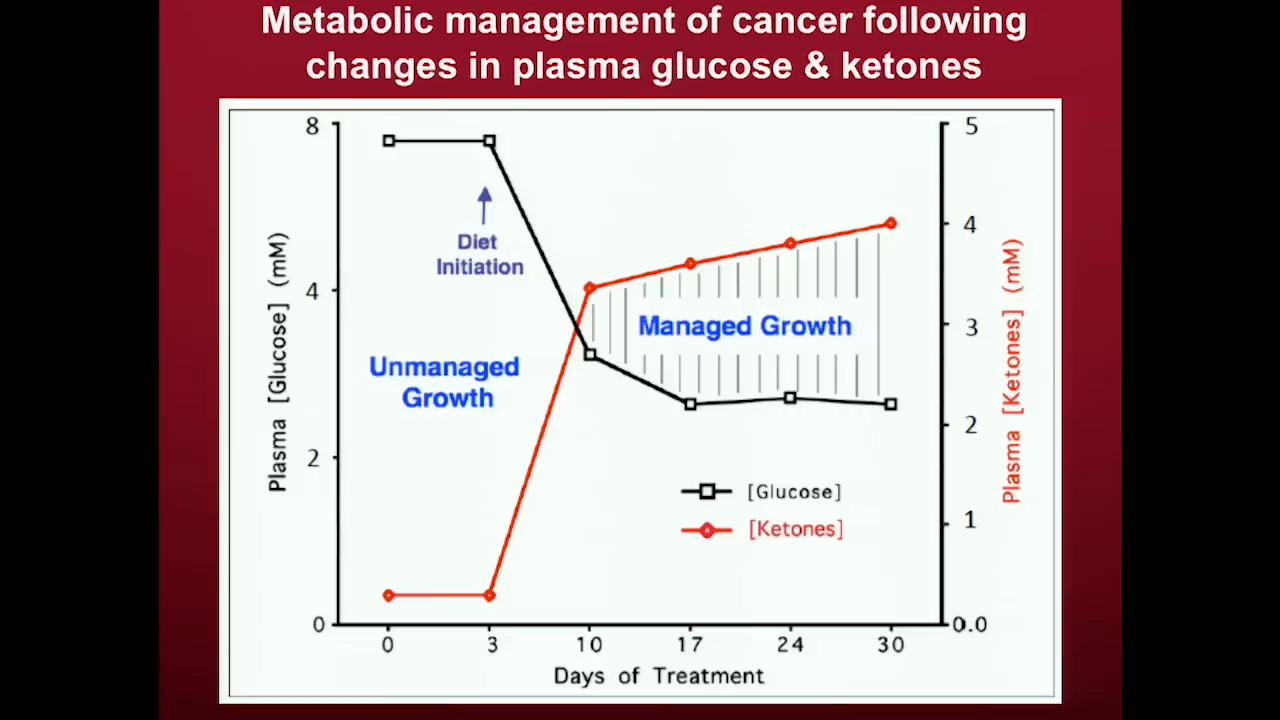 Metabolic management of cancer following
changes in plasma glucose & ketones
8
4
2
0
Plasma [Glucose] (mM)
5
4
3
2
1
0.0
Plasma [Ketones] (mM)
Diet
Initiation
Unmanaged
Growth
Managed Growth
[Glucose]
[Ketones]
0 3 10 17 24 30
Days of Treatment